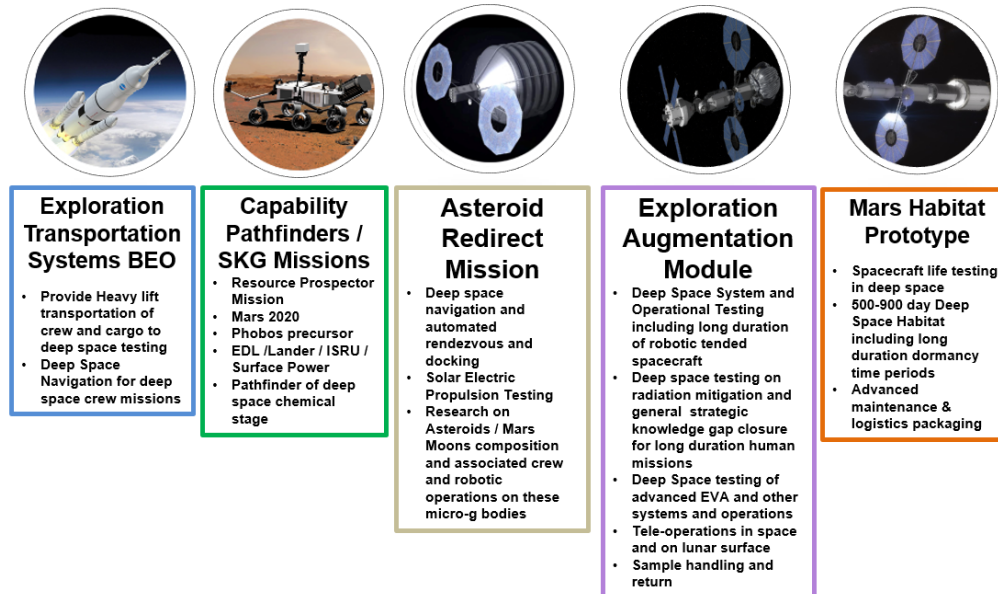 Exploration
Transportation
Systems BEO
• Provide Heavy lift
transportation of
crew and cargo to
deep space testing
• Deep Space
Navigation for deep
space crew missions
Capability
Pathfinders /
SKG Missions
• Resource Prospector
Mission
• Mars 2020
• Phobos precursor
• EDL /Lander / ISRU /
Surface Power
• Pathfinder of deep
space chemical
stage
Asteroid
Redirect
Mission
• Deep space
navigation and
automated
rendezvous and
docking
• Solar Electric
Propulsion Testing
• Research on
Asteroids / Mars
Moons composition
and associated crew
and robotic
operations on these
micro-g bodies
Exploration
Augmentation
Module
• Deep Space System and
Operational Testing
including long duration
of robotic tended
spacecraft
• Deep space testing on
radiation mitigation and
general strategic
knowledge gap closure
for long duration human
missions
• Deep Space testing of
advanced EVA and other
systems and operations
• Tele-operations in space
and on lunar surface
• Sample handling and
return
Mars Habitat
Prototype
• Spacecraft life testing
in deep space
• 500-900 day Deep
Space Habitat
including long
duration dormancy
time periods
• Advanced
maintenance &
logistics packaging